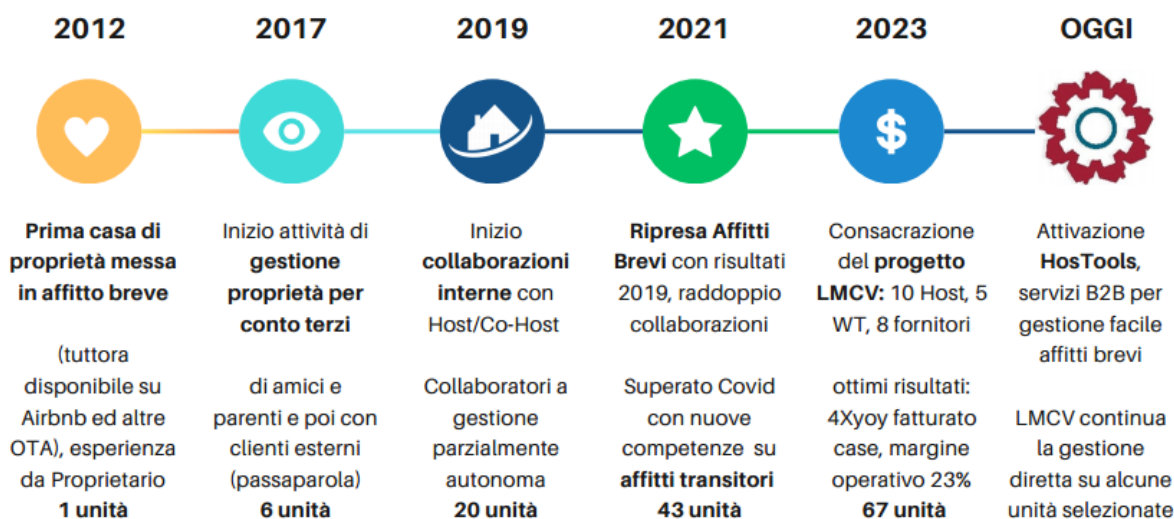 2012
Prima casa di
proprietà messa
in affitto breve
(tuttora
disponibile su
Airbnb ed altre
OTA), esperienza
da Proprietario
1 unità
2017
Inizio attività di
gestione
proprietà per
conto terzi
di amici e
parenti e poi con
clienti esterni
(passaparola)
6 unità
2019
Inizio
collaborazioni
interne con
Host/Co-Host
Collaboratori a
gestione
parzialmente
autonoma
20 unità
2021
Ripresa Affitti
Brevi con risultati
2019, raddoppio
collaborazioni
Superato Covid
con nuove
competenze su
affitti transitori
43 unità
2023
$
Consacrazione
del progetto
LMCV: 10 Host, 5
WT, 8 fornitori
ottimi risultati:
4Xyoy fatturato
case, margine
operativo 23%
67 unità
OGGI
Attivazione
HosTools,
servizi B2B per
gestione facile
affitti brevi
LMCV continua
la gestione
diretta su alcune
unità selezionate